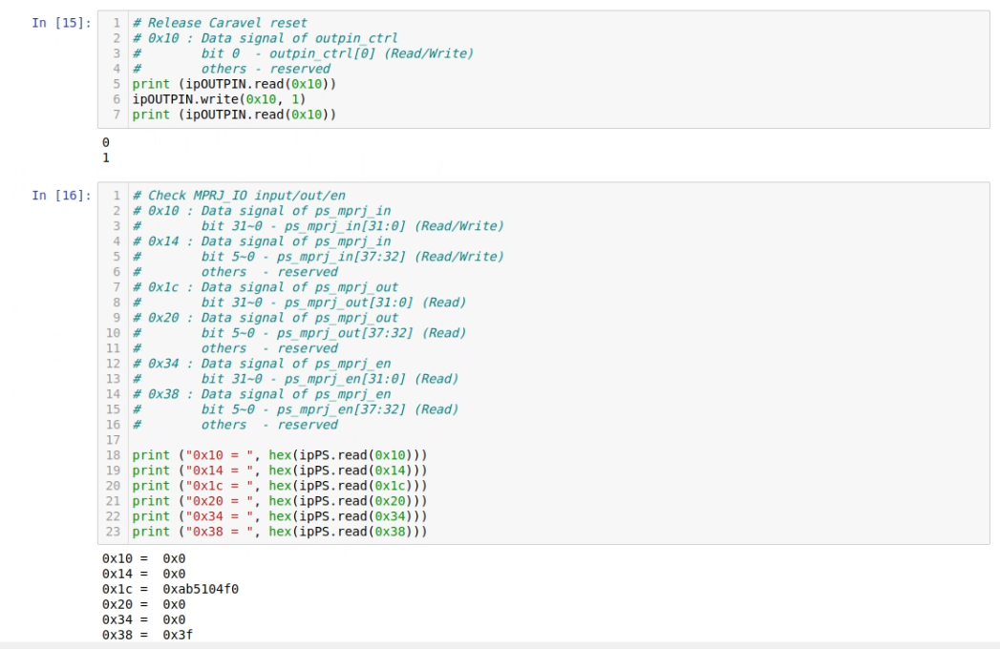 In [15]:
1 # Release Caravel reset
2 # 0x10 : Data signal of outpin_ctrl
3 #        bit 0  - outpin_ctrl[0] (Read/Write)
4 #        others - reserved
5 print (ipOUTPIN.read(0x10))
6 ipOUTPIN.write(0x10, 1)
7 print (ipOUTPIN.read(0x10))
0
1
In [16]:
1 # Check MPRJ_IO input/out/en
2 # 0x10 : Data signal of ps_mprj_in
3 #        bit 31~0 - ps_mprj_in[31:0] (Read/Write)
4 # 0x14 : Data signal of ps_mprj_in
5 #        bit 5~0 - ps_mprj_in[37:32] (Read/Write)
6 #        others  - reserved
7 # 0x1c : Data signal of ps_mprj_out
8 #        bit 31~0 - ps_mprj_out[31:0] (Read)
9 # 0x20 : Data signal of ps_mprj_out
10 #        bit 5~0 - ps_mprj_out[37:32] (Read)
11 #        others  - reserved
12 # 0x34 : Data signal of ps_mprj_en
13 #        bit 31~0 - ps_mprj_en[31:0] (Read)
14 # 0x38 : Data signal of ps_mprj_en
15 #        bit 5~0 - ps_mprj_en[37:32] (Read)
16 #        others  - reserved
17
18 print ("0x10 = ", hex(ipPS.read(0x10)))
19 print ("0x14 = ", hex(ipPS.read(0x14)))
20 print ("0x1c = ", hex(ipPS.read(0x1c)))
21 print ("0x20 = ", hex(ipPS.read(0x20)))
22 print ("0x34 = ", hex(ipPS.read(0x34)))
23 print ("0x38 = ", hex(ipPS.read(0x38)))
0x10 =  0x0
0x14 =  0x0
0x1c =  0xab5104f0
0x20 =  0x0
0x34 =  0x0
0x38 =  0x3f